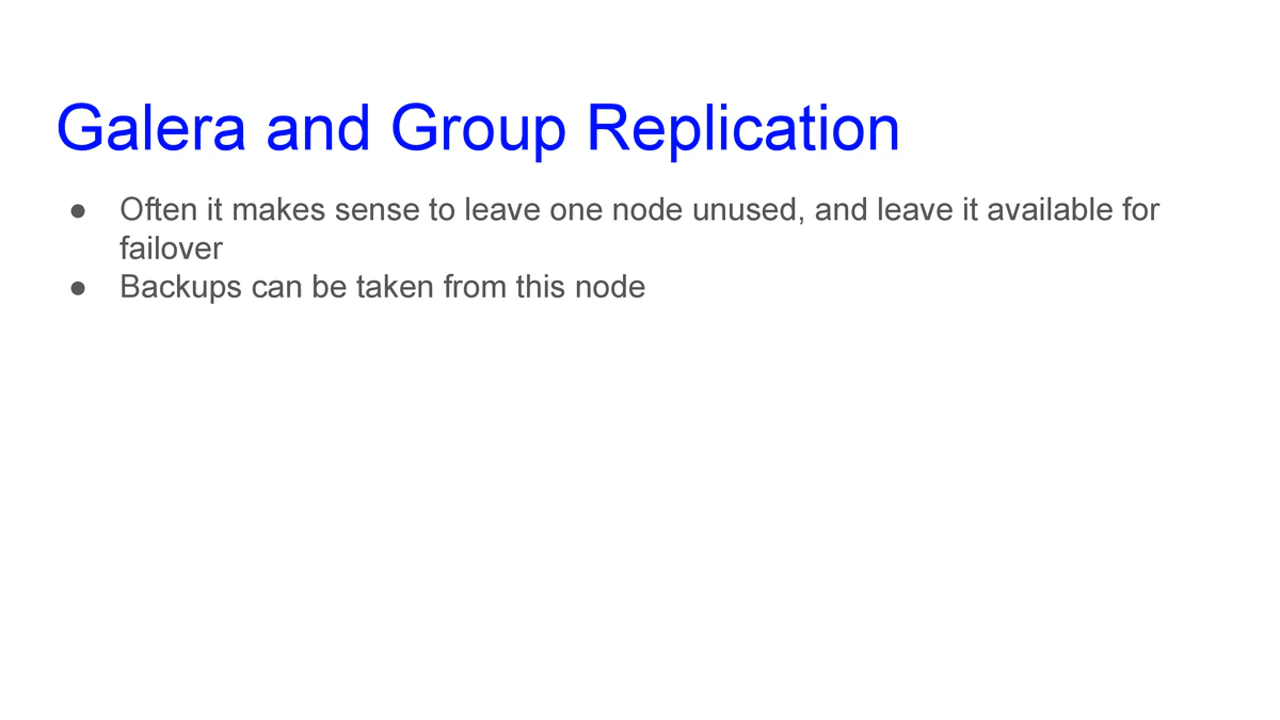 Galera and Group Replication
● Often it makes sense to leave one node unused, and leave it available for
failover
● Backups can be taken from this node